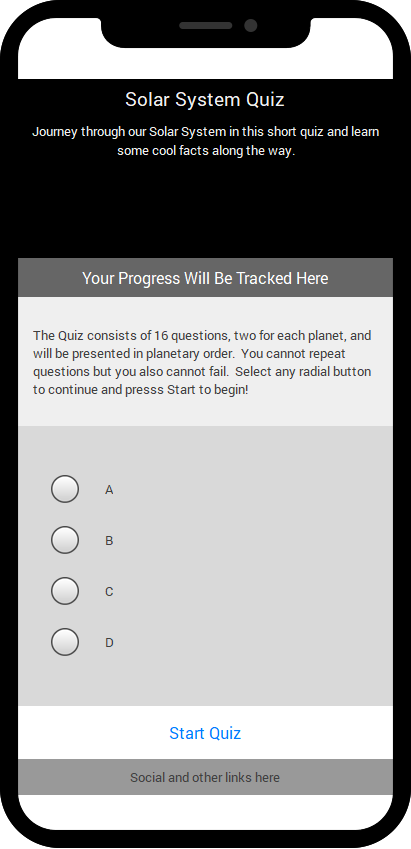 Solar System Quiz
Journey through our Solar System in this short quiz and learn
some cool facts along the way.
Your Progress Will Be Tracked Here
The Quiz consists of 16 questions, two for each planet, and
will be presented in planetary order.  You cannot repeat
questions but you also cannot fail.  Select any radial button
to continue and presss Start to begin!
A
B
C
D
Start Quiz
Social and other links here